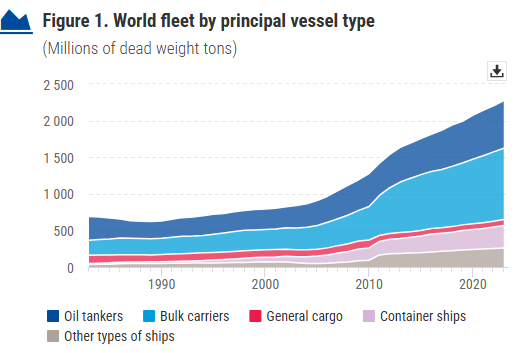 Figure 1. World fleet by principal vessel type
(Millions of dead weight tons)
2 500
2 000
1 500
1 000
500
0
1990
2000
2010
2020
Oil tankers
Bulk carriers
General cargo
Container ships
Other types of ships